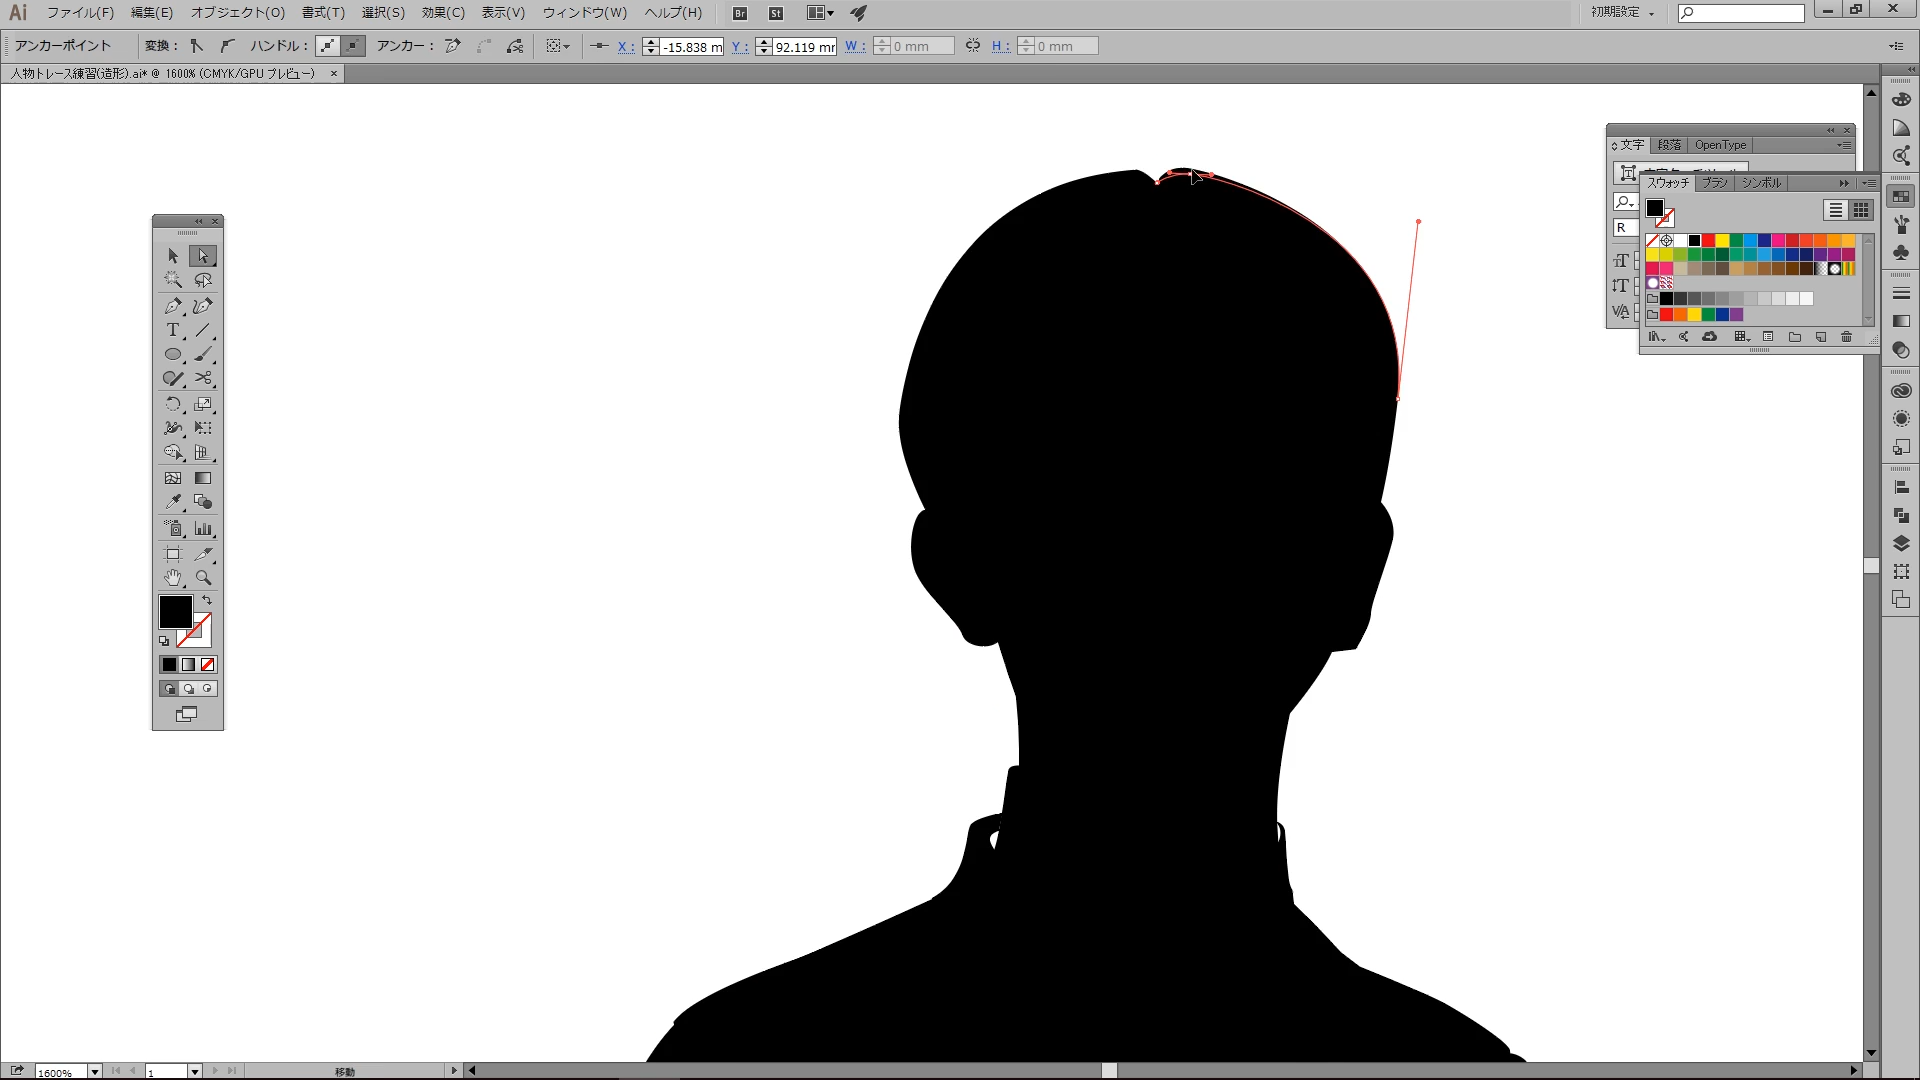 Ai ファイル(F) 編集(E) オブジェクト(O) 書式(T) 選択(S) 効果(C) 表示(V) ウィンドウ(W) ヘルプ(H) Br St 初期設定
アンカーポイント 変換： ハンドル： アンカー： X： -15.838 m Y： 92.119 mr W： 0 mm H： 0 mm
人物トレース練習(造形).ai* @ 1600% (CMYK/GPU プレビュー) ×
文字 段落 OpenType
スウォッチ ブラシ シンボル
R
1600% 1 移動